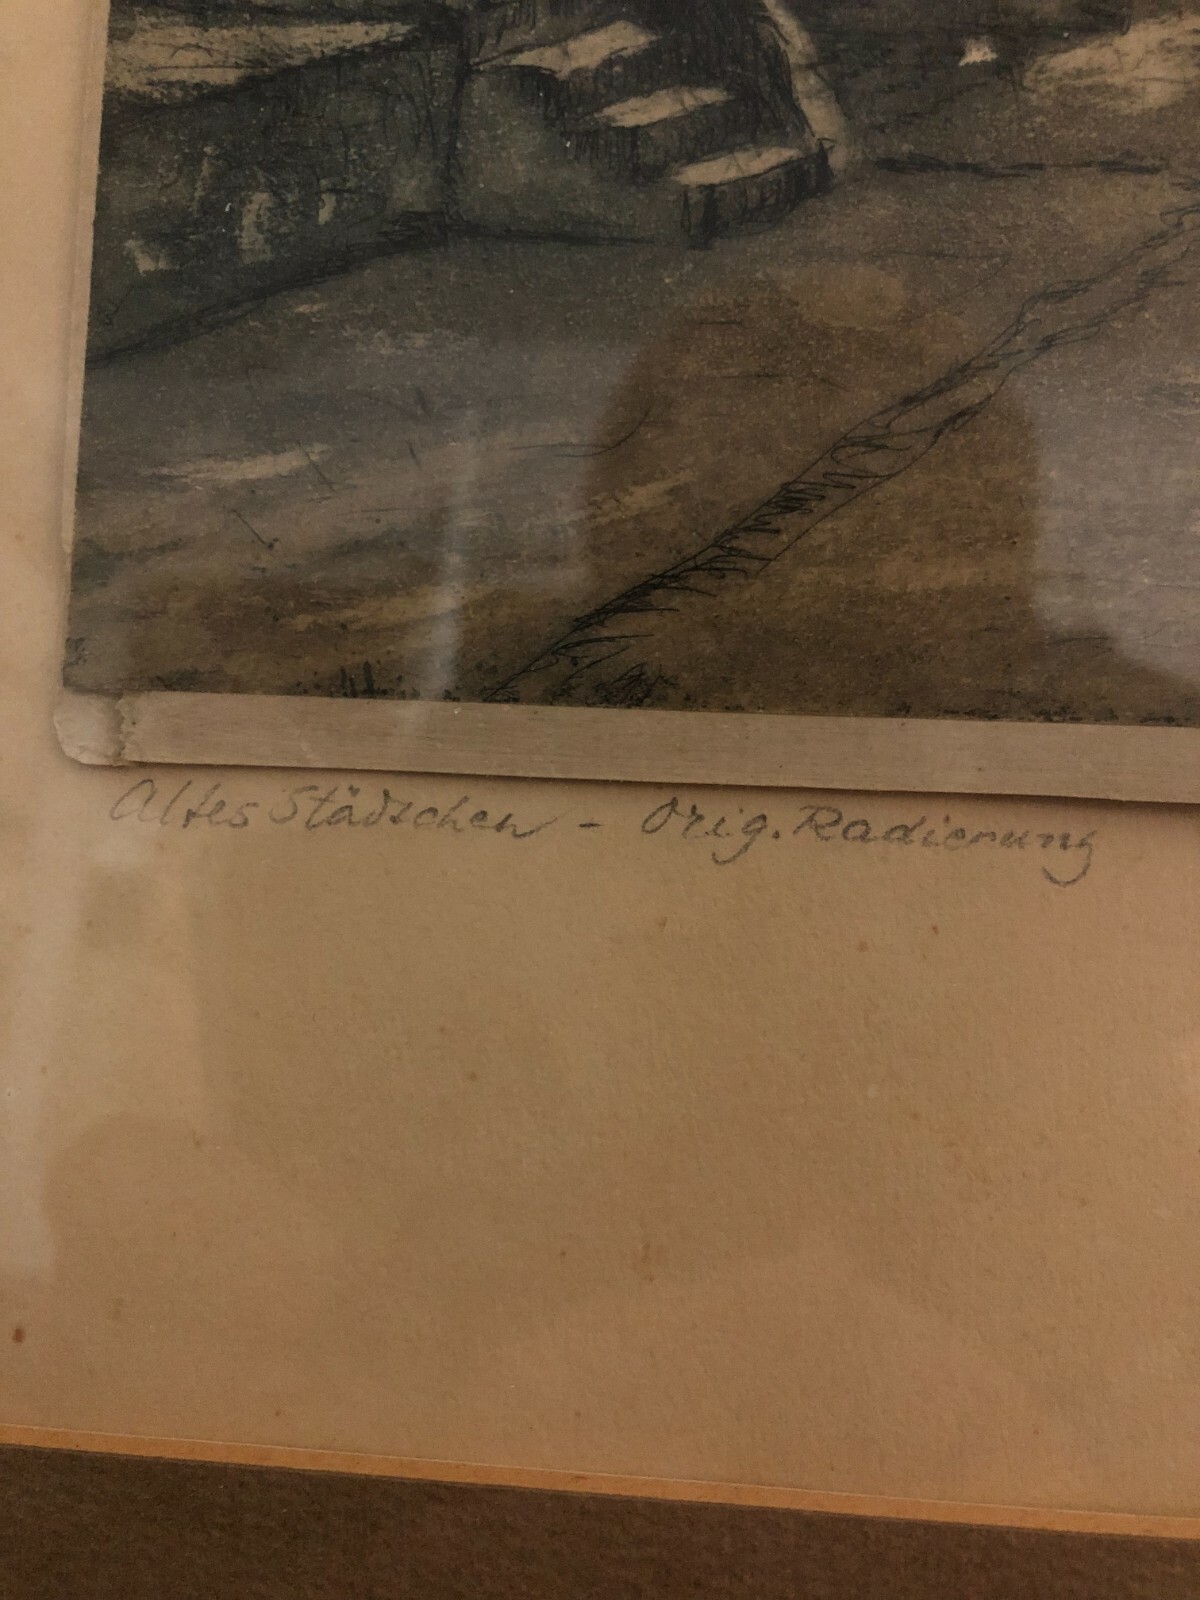 Altes Städtchen - Orig. Radierung